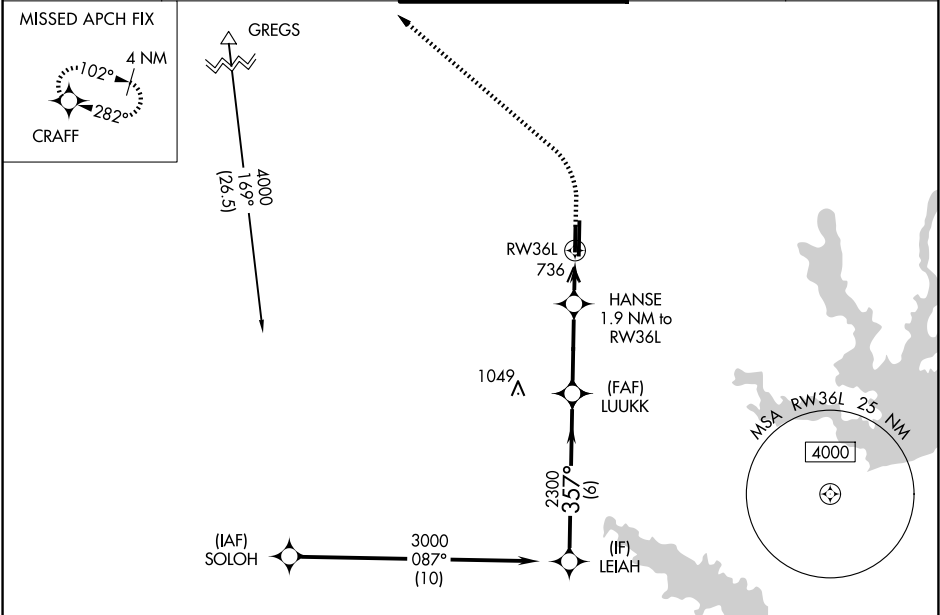 MISSED APCH FIX
4 NM
102°
282°
CRAFF
GREGS
4000
169°
(26.5)
RW36L
736
HANSE
1.9 NM to
RW36L
1049
(FAF)
LUUKK
2300
357°
(6)
(IAF)
SOLOH
3000
087°
(10)
(IF)
LEIAH
MSA RW36L 25 NM
4000